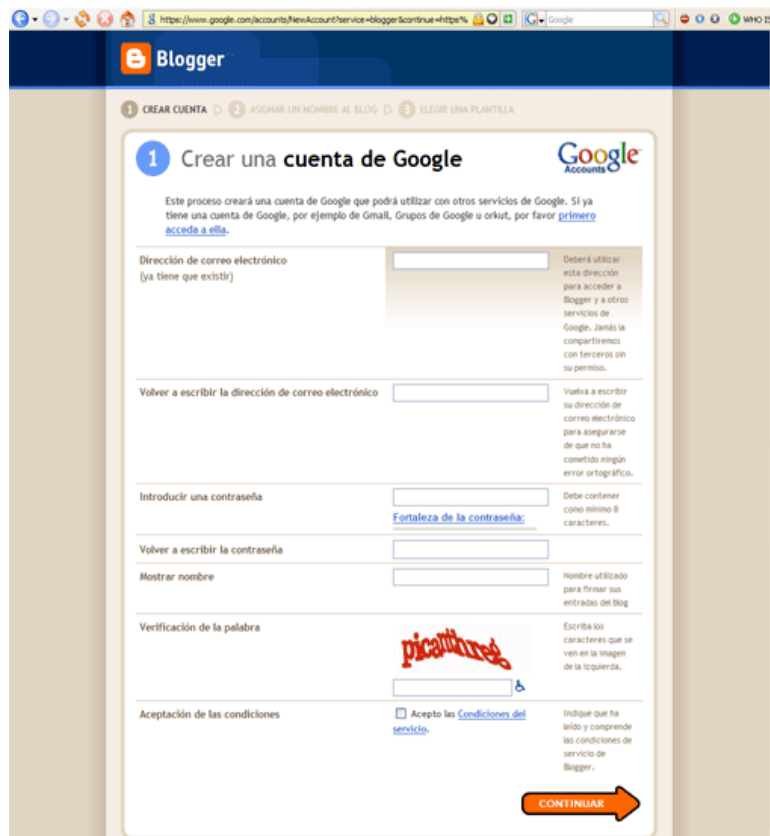 https://www.google.com/accounts/NewAccount?service=blogger&continue=https%
Google
WHO IS
Blogger
1 CREAR CUENTA 2 ASIGNAR UN NOMBRE AL BLOG 3 ELEGIR UNA PLANTILLA
1 Crear una cuenta de Google
Google
Accounts
Este proceso creará una cuenta de Google que podrá utilizar con otros servicios de Google. Si ya
tiene una cuenta de Google, por ejemplo de Gmail, Grupos de Google u orkut, por favor primero
acceda a ella.
Dirección de correo electrónico
(ya tiene que existir)
Deberá utilizar
esta dirección
para acceder a
Blogger y a otros
servicios de
Google. Jamás la
compartiremos
con terceros sin
su permiso.
Volver a escribir la dirección de correo electrónico
Vuelva a escribir
su dirección de
correo electrónico
para asegurarse
de que no ha
cometido ningún
error ortográfico.
Introducir una contraseña
Fortaleza de la contraseña:
Debe contener
como mínimo 8
caracteres.
Volver a escribir la contraseña
Mostrar nombre
Nombre utilizado
para firmar sus
entradas del blog
Verificación de la palabra
picanthreg
Escriba los
caracteres que se
ven en la imagen
de la izquierda.
Aceptación de las condiciones
Acepto las Condiciones del
servicio.
Indique que ha
leído y comprende
las condiciones de
servicio de
Blogger.
CONTINUAR